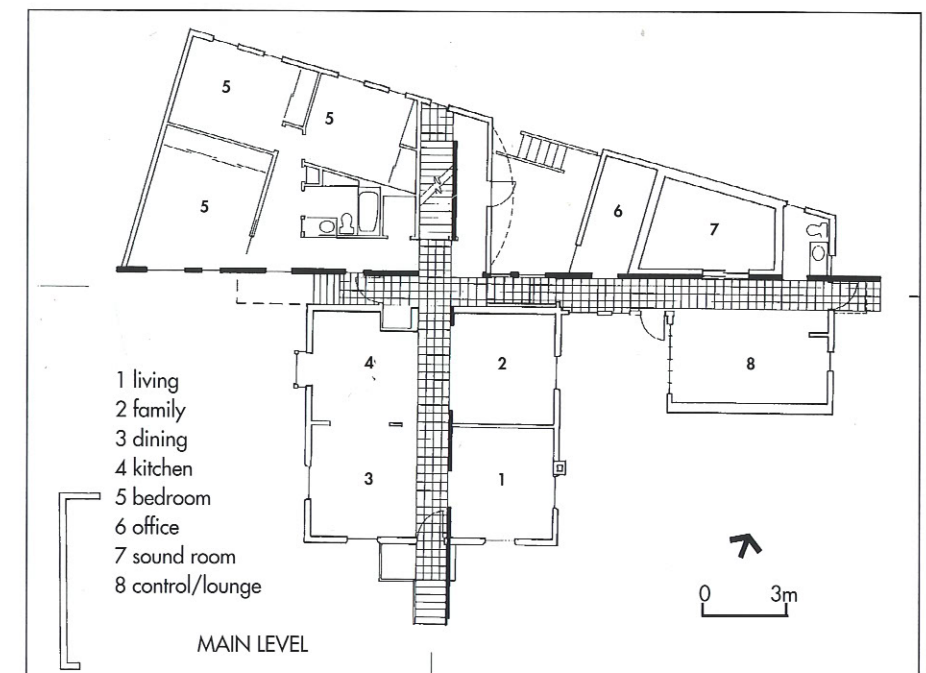 5
5
5
6
7
4
2
8
3
1
1 living
2 family
3 dining
4 kitchen
5 bedroom
6 office
7 sound room
8 control/lounge
0 3m
MAIN LEVEL